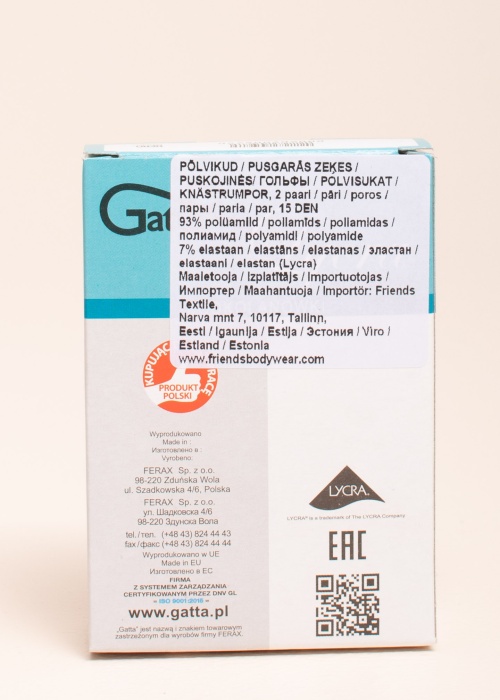 Gatta
PÕLVIKUD / PUSGARĀS ZEĶES /
PUSKOJINĖS/ ГОЛЬФЫ / POLVISUKAT /
KNÄSTRUMPOR, 2 paari / pāri / poros /
пары / paria / par, 15 DEN
93% polüamiid / poliamīds / poliamidas /
полиамид / polyamidi / polyamide
7% elastaan / elastāns / elastanas / эластан /
elastaani / elastan (Lycra)
Maaletooja / Izplatītājs / Importuotojas /
Импортер / Maahantuoja / Importör: Friends
Textile,
Narva mnt 7, 10117, Tallinn,
Eesti / Igaunija / Estija / Эстония / Viro /
Estland / Estonia
www.friendsbodywear.com
PRODUKT
POLSKI
Wyprodukowano
Made in :
Изготовлено в :
Vyrobeno:
FERAX Sp. z o.o.
98-220 Zduńska Wola
ul. Szadkowska 4/6, Polska
FERAX Sp. z o.o.
ул. Шадковска 4/6
98-220 Здунска Вола
tel./тел. (+48 43) 824 44 43
fax/факс (+48 43) 824 44 44
Wyprodukowano w UE
Made in EU
Изготовлено в ЕС
FIRMA
Z SYSTEMEM ZARZĄDZANIA
CERTYFIKOWANYM PRZEZ DNV GL
= ISO 9001:2015 =
www.gatta.pl
„Gatta" jest nazwą i znakiem towarowym
zastrzeżonym dla wyrobów firmy FERAX.
LYCRA®
LYCRA® is a trademark of The LYCRA Company
EAC